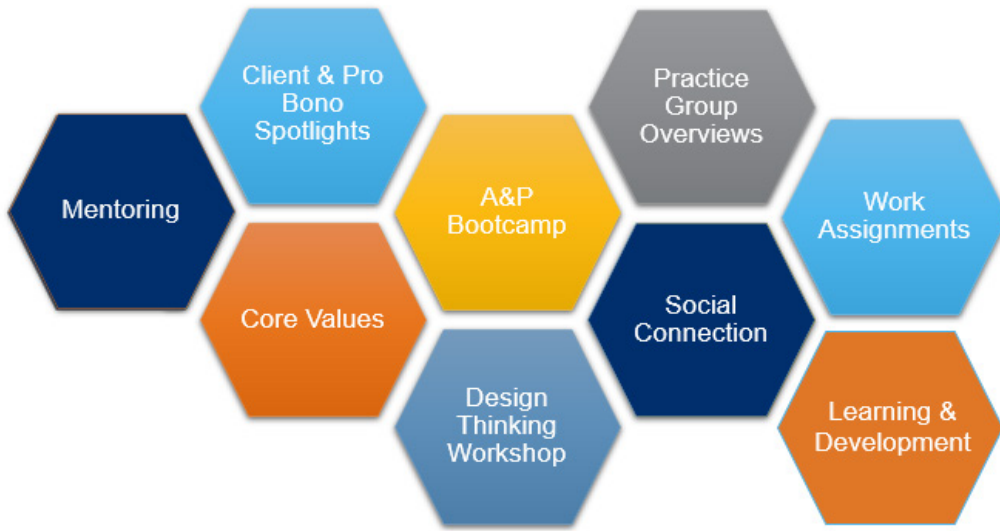 Client & Pro
Bono
Spotlights
Practice
Group
Overviews
Mentoring
A&P
Bootcamp
Work
Assignments
Core Values
Social
Connection
Design
Thinking
Workshop
Learning &
Development